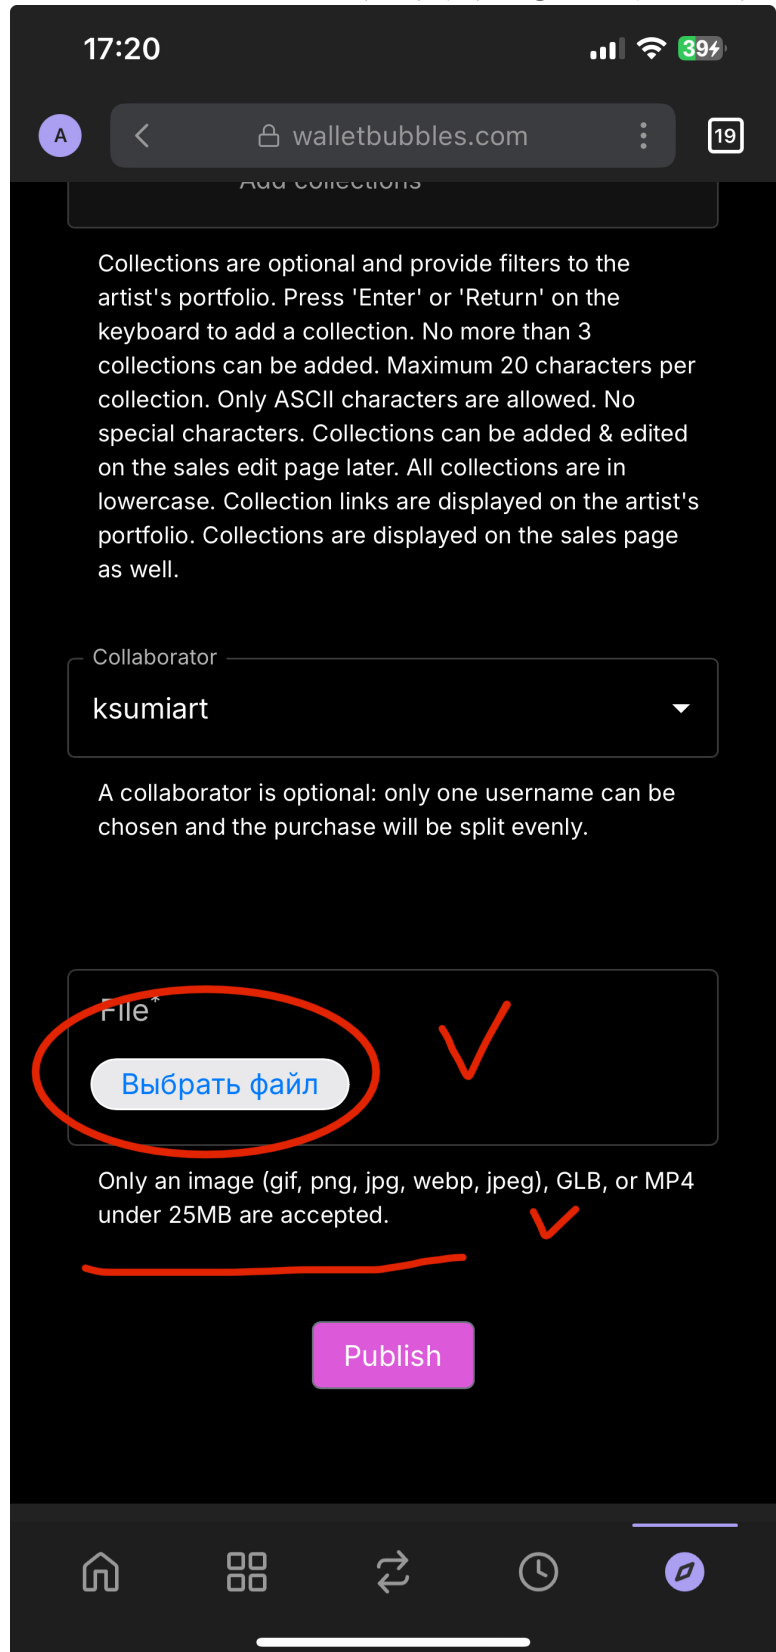 17:20
39
A
walletbubbles.com
19
Add collections
Collections are optional and provide filters to the
artist's portfolio. Press 'Enter' or 'Return' on the
keyboard to add a collection. No more than 3
collections can be added. Maximum 20 characters per
collection. Only ASCII characters are allowed. No
special characters. Collections can be added & edited
on the sales edit page later. All collections are in
lowercase. Collection links are displayed on the artist's
portfolio. Collections are displayed on the sales page
as well.
Collaborator
ksumiart
A collaborator is optional: only one username can be
chosen and the purchase will be split evenly.
File*
Выбрать файл
Only an image (gif, png, jpg, webp, jpeg), GLB, or MP4
under 25MB are accepted.
Publish